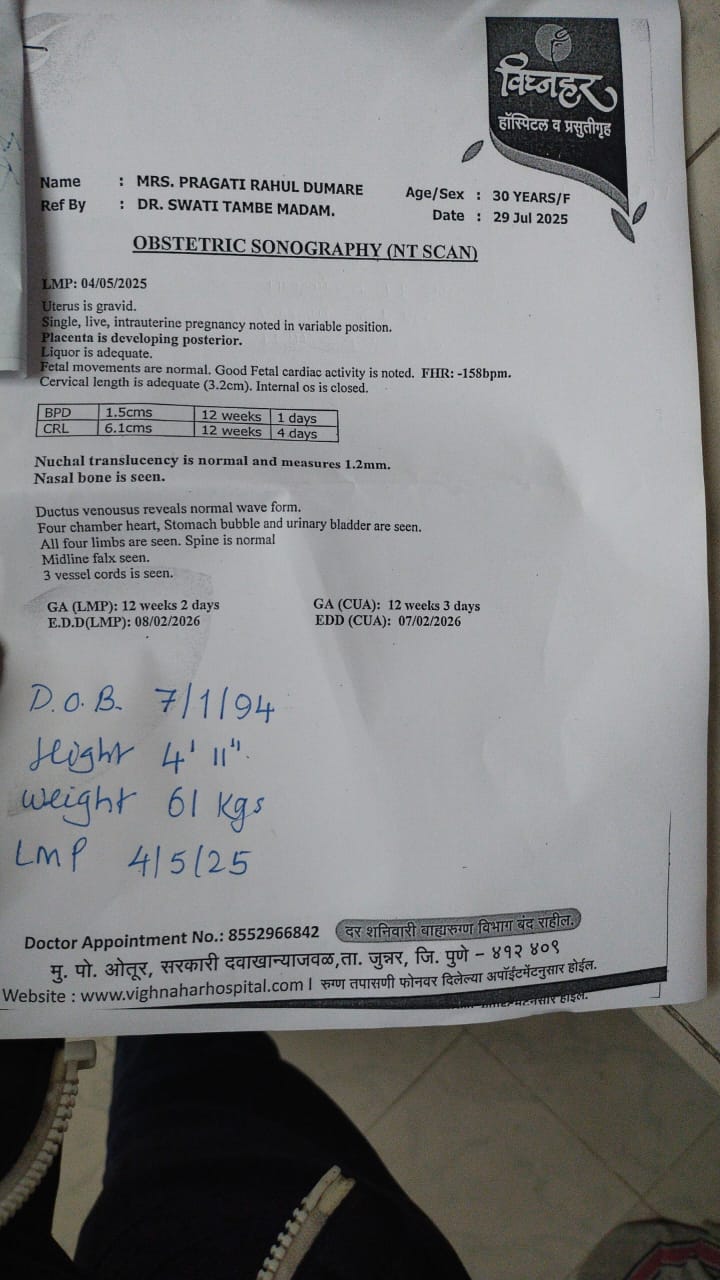 विघ्नहर
हॉस्पिटल व प्रसुतीगृह
Name : MRS. PRAGATI RAHUL DUMARE
Age/Sex : 30 YEARS/F
Ref By : DR. SWATI TAMBE MADAM.
Date : 29 Jul 2025
OBSTETRIC SONOGRAPHY (NT SCAN)
LMP: 04/05/2025
Uterus is gravid.
Single, live, intrauterine pregnancy noted in variable position.
Placenta is developing posterior.
Liquor is adequate.
Fetal movements are normal. Good Fetal cardiac activity is noted. FHR: -158bpm.
Cervical length is adequate (3.2cm). Internal os is closed.
BPD 1.5cms 12 weeks 1 days
CRL 6.1cms 12 weeks 4 days
Nuchal translucency is normal and measures 1.2mm.
Nasal bone is seen.
Ductus venousus reveals normal wave form.
Four chamber heart, Stomach bubble and urinary bladder are seen.
All four limbs are seen. Spine is normal
Midline falx seen.
3 vessel cords is seen.
GA (LMP): 12 weeks 2 days GA (CUA): 12 weeks 3 days
E.D.D(LMP): 08/02/2026 EDD (CUA): 07/02/2026
D.O.B. 7/1/94
Height 4' 11"
weight 61 kgs
LMP 4/5/25
Doctor Appointment No.: 8552966842 दर शनिवारी बाह्यरुग्ण विभाग बंद राहील.
मु. पो. ओतूर, सरकारी दवाखान्याजवळ,ता. जुन्नर, जि. पुणे – ४१२ ४०९
Website : www.vighnaharhospital.com । रुग्ण तपासणी फोनवर दिलेल्या अपॉईंटमेंटनुसार होईल.